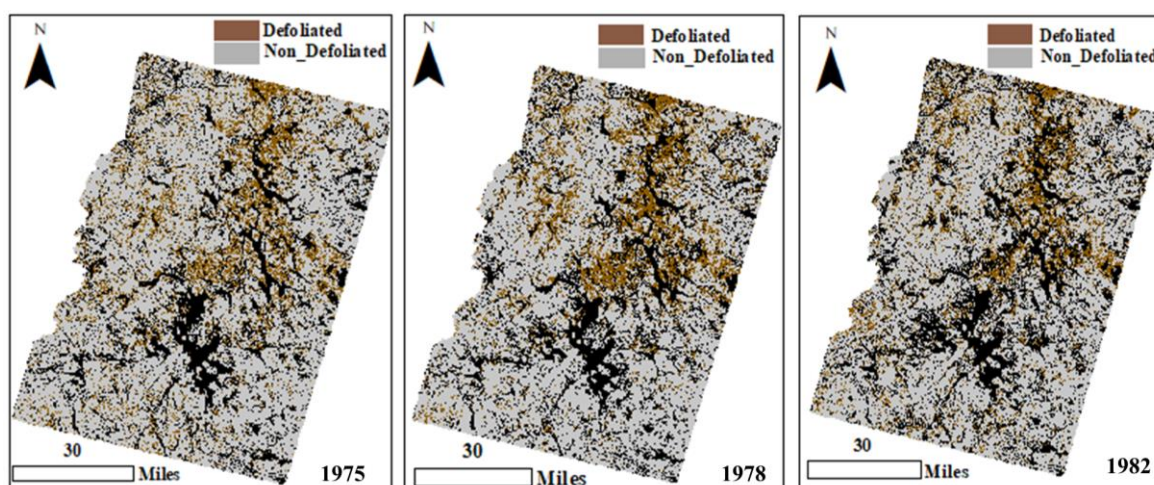 N
Defoliated
Non_Defoliated
30
Miles
1975
N
Defoliated
Non_Defoliated
30
Miles
1978
N
Defoliated
Non_Defoliated
30
Miles
1982